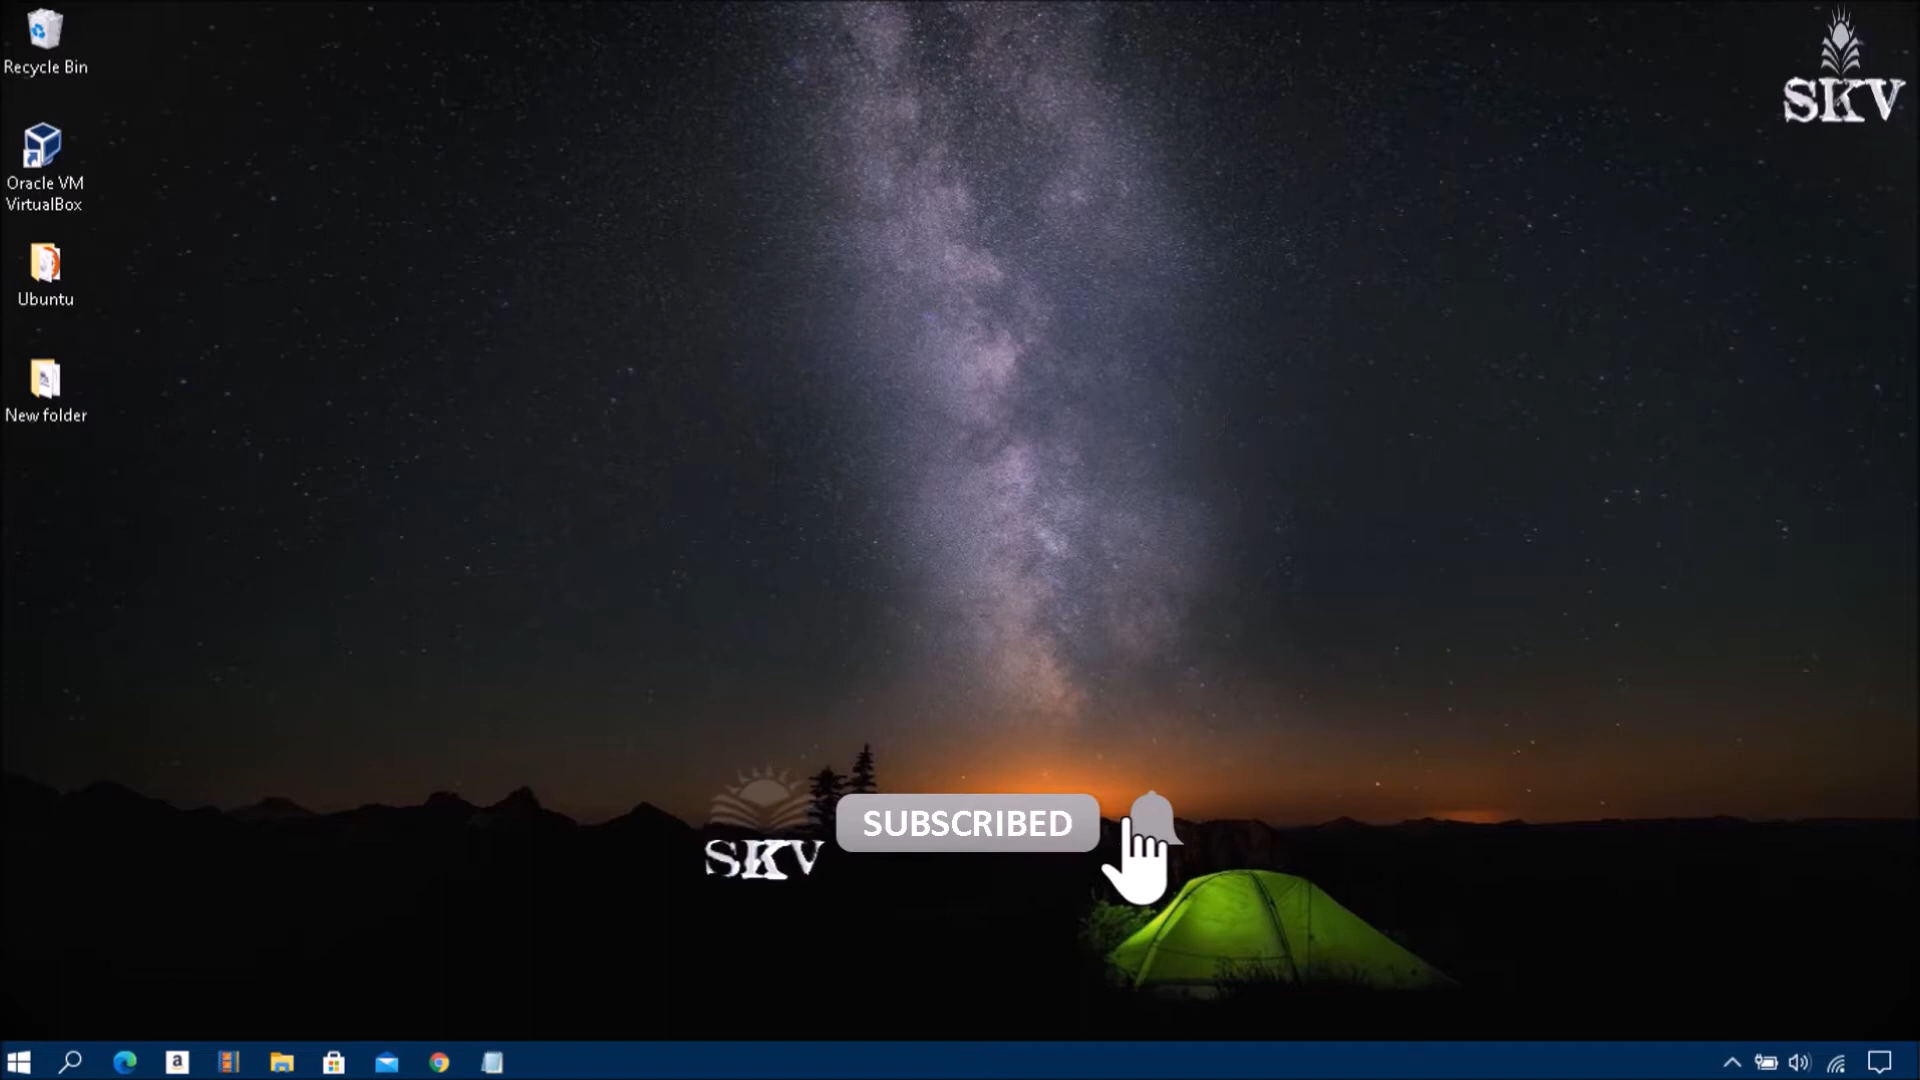 Recycle Bin
SKV
Oracle VM
VirtualBox
Ubuntu
New folder
SUBSCRIBED
SKV
a